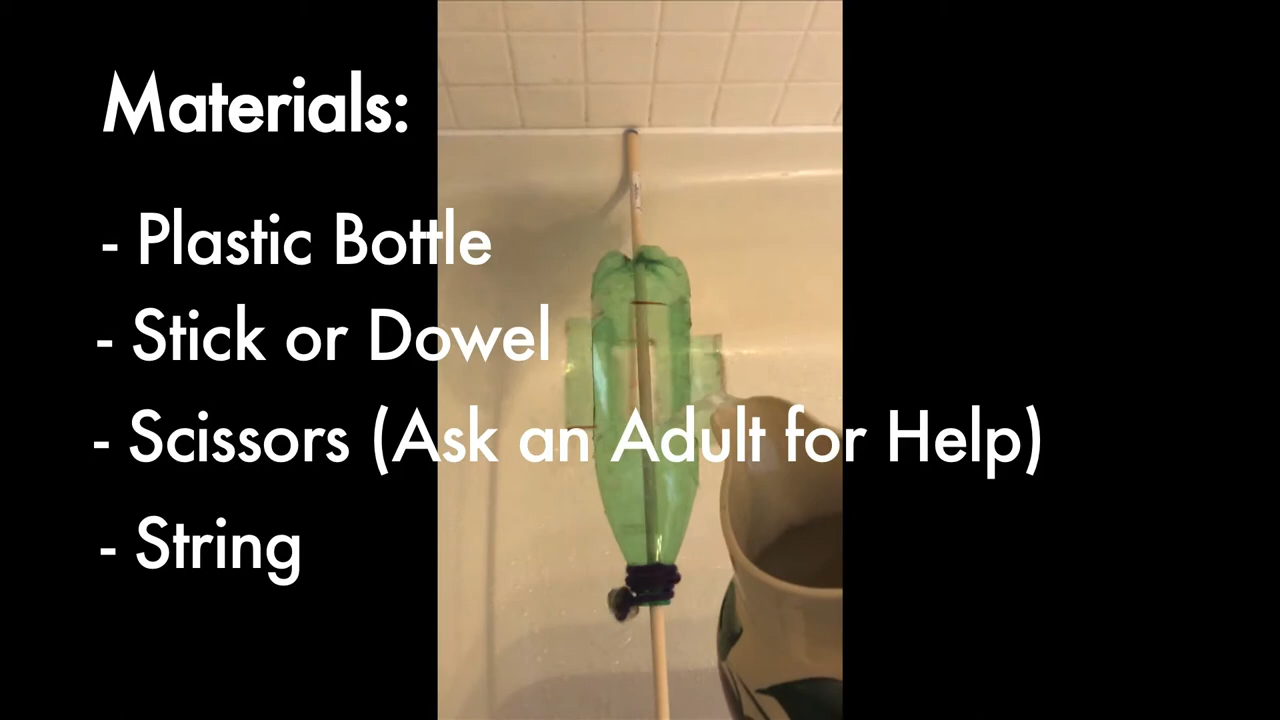 Materials:
- Plastic Bottle
- Stick or Dowel
- Scissors (Ask an Adult for Help)
- String